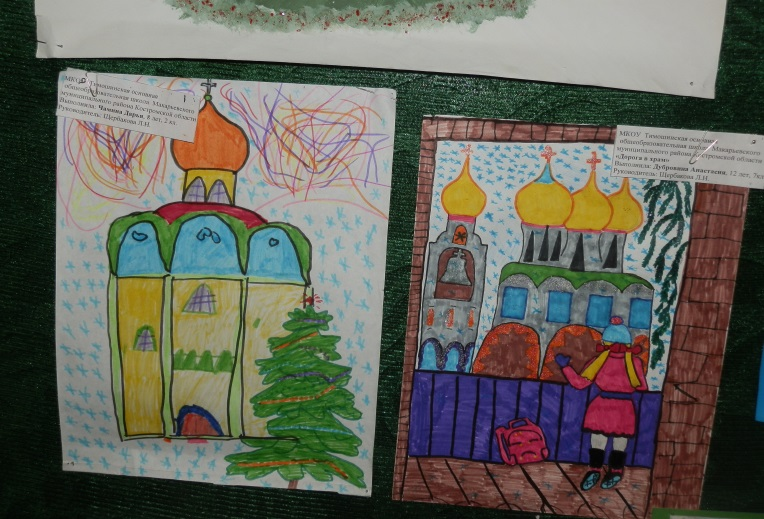 МКОУ Тимошинская основная
общеобразовательная школа Макарьевского
муниципального района Костромской области
Выполнила: Чашина Дарья, 8 лет, 2 кл.
Руководитель: Щербакова Л.Н.
МКОУ Тимошинская основная
общеобразовательная школа Макарьевского
муниципального района Костромской области
«Дорога в храм»
Выполнила: Дубровина Анастасия, 12 лет, 7кл
Руководитель: Щербакова Л.Н.